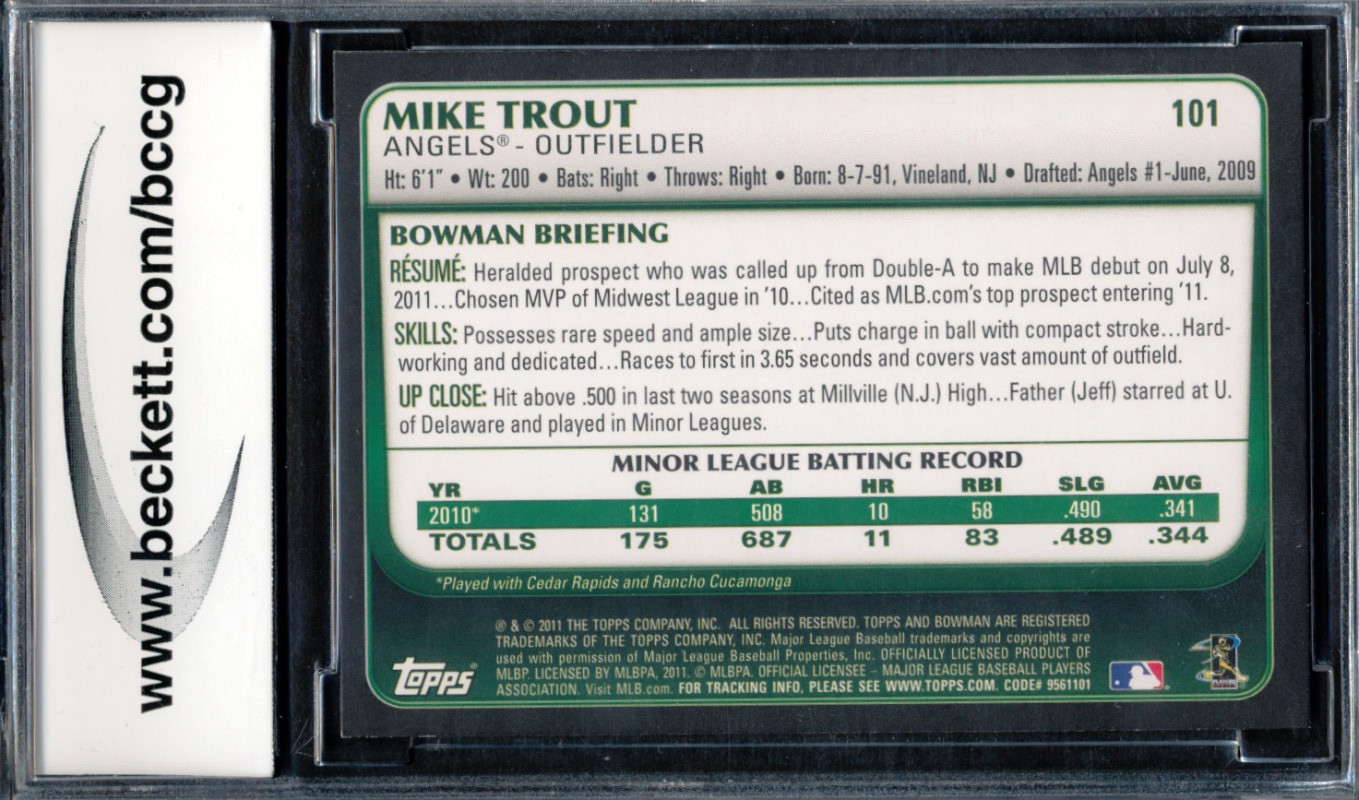 www.beckett.com/bccg
MIKE TROUT
101
ANGELS® - OUTFIELDER
Ht: 6'1" • Wt: 200 • Bats: Right • Throws: Right • Born: 8-7-91, Vineland, NJ • Drafted: Angels #1-June, 2009
BOWMAN BRIEFING
RÉSUMÉ: Heralded prospect who was called up from Double-A to make MLB debut on July 8,
2011...Chosen MVP of Midwest League in '10...Cited as MLB.com's top prospect entering '11.
SKILLS: Possesses rare speed and ample size...Puts charge in ball with compact stroke...Hard-
working and dedicated...Races to first in 3.65 seconds and covers vast amount of outfield.
UP CLOSE: Hit above .500 in last two seasons at Millville (N.J.) High...Father (Jeff) starred at U.
of Delaware and played in Minor Leagues.
MINOR LEAGUE BATTING RECORD
YR G AB HR RBI SLG AVG
2010* 131 508 10 58 .490 .341
TOTALS 175 687 11 83 .489 .344
*Played with Cedar Rapids and Rancho Cucamonga
® & © 2011 THE TOPPS COMPANY, INC. ALL RIGHTS RESERVED. TOPPS AND BOWMAN ARE REGISTERED
TRADEMARKS OF THE TOPPS COMPANY, INC. Major League Baseball trademarks and copyrights are
used with permission of Major League Baseball Properties, Inc. OFFICIALLY LICENSED PRODUCT OF
MLBP. LICENSED BY MLBPA, 2011. © MLBPA. OFFICIAL LICENSEE – MAJOR LEAGUE BASEBALL PLAYERS
ASSOCIATION. Visit MLB.com. FOR TRACKING INFO, PLEASE SEE WWW.TOPPS.COM. CODE# 9561101
Topps®